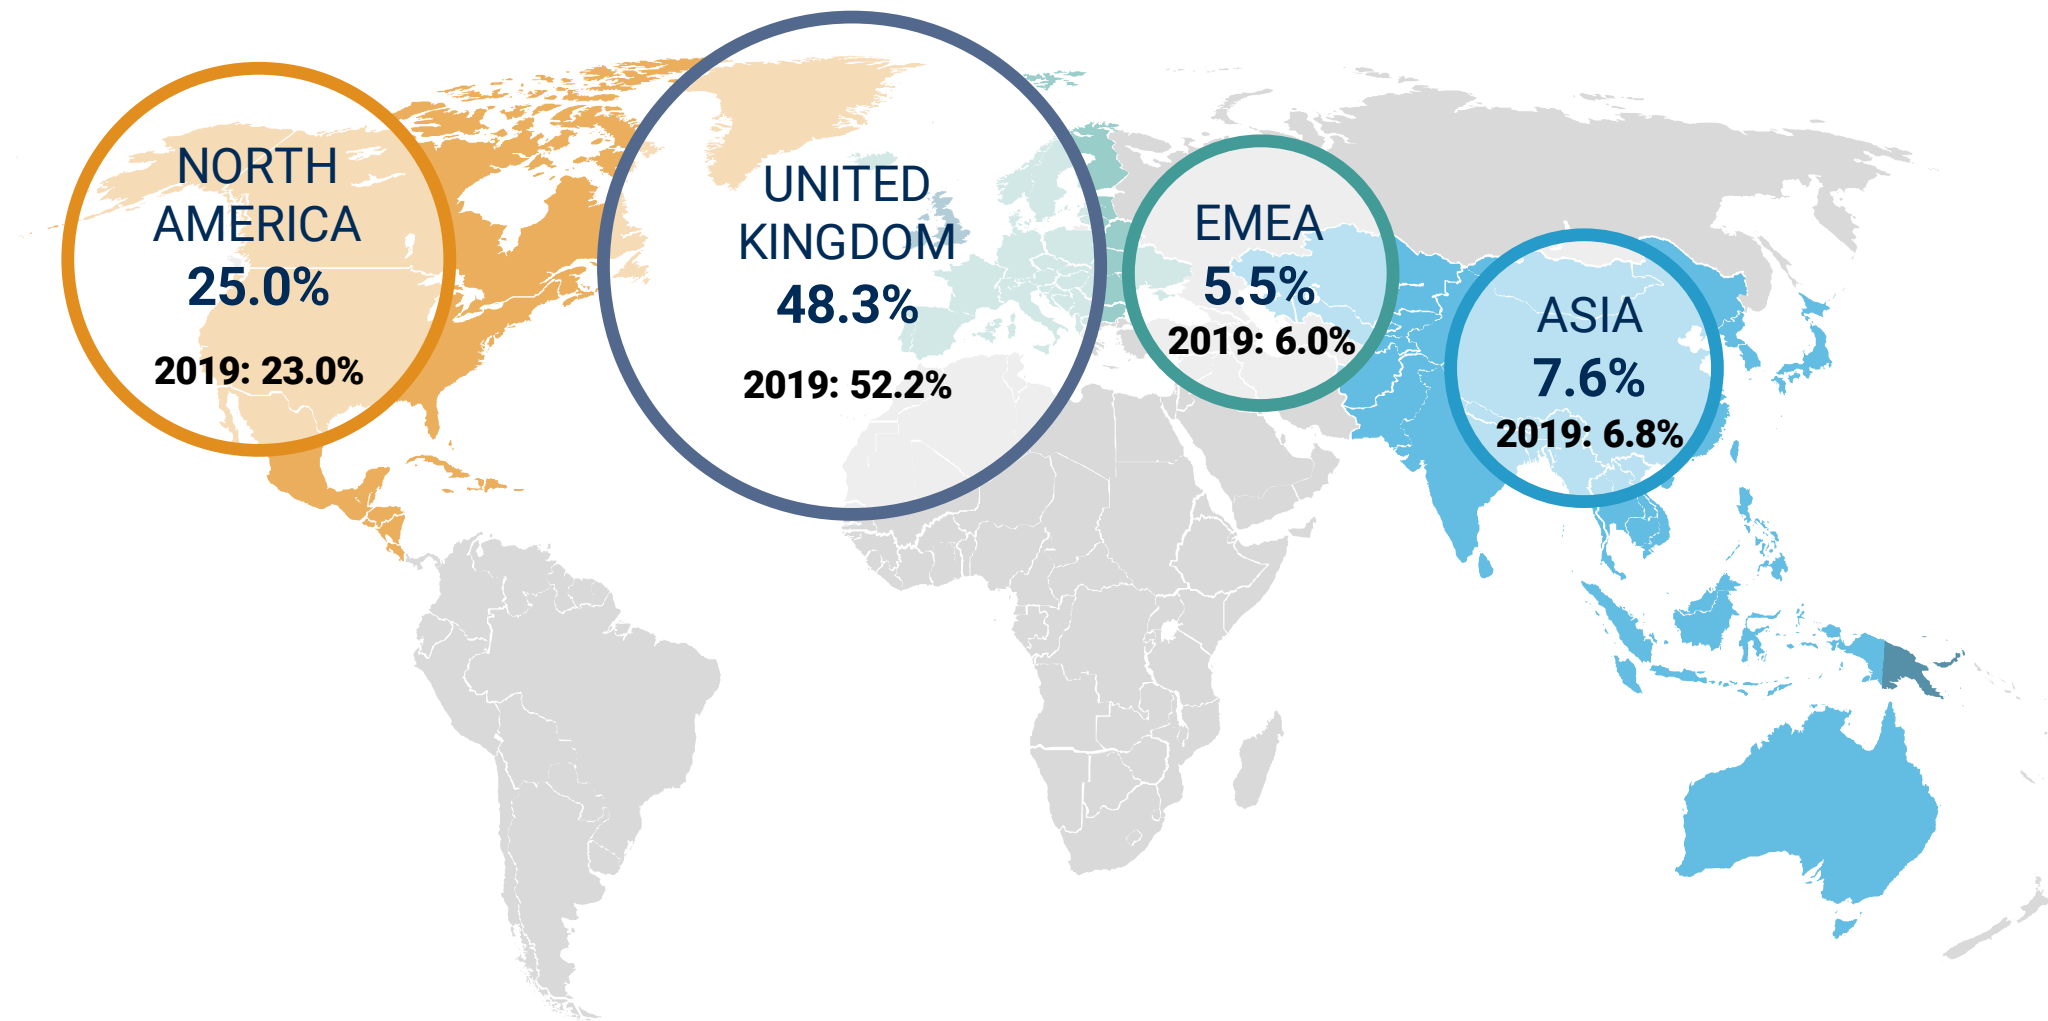 NORTH
AMERICA
25.0%
2019: 23.0%
UNITED
KINGDOM
48.3%
2019: 52.2%
EMEA
5.5%
2019: 6.0%
ASIA
7.6%
2019: 6.8%